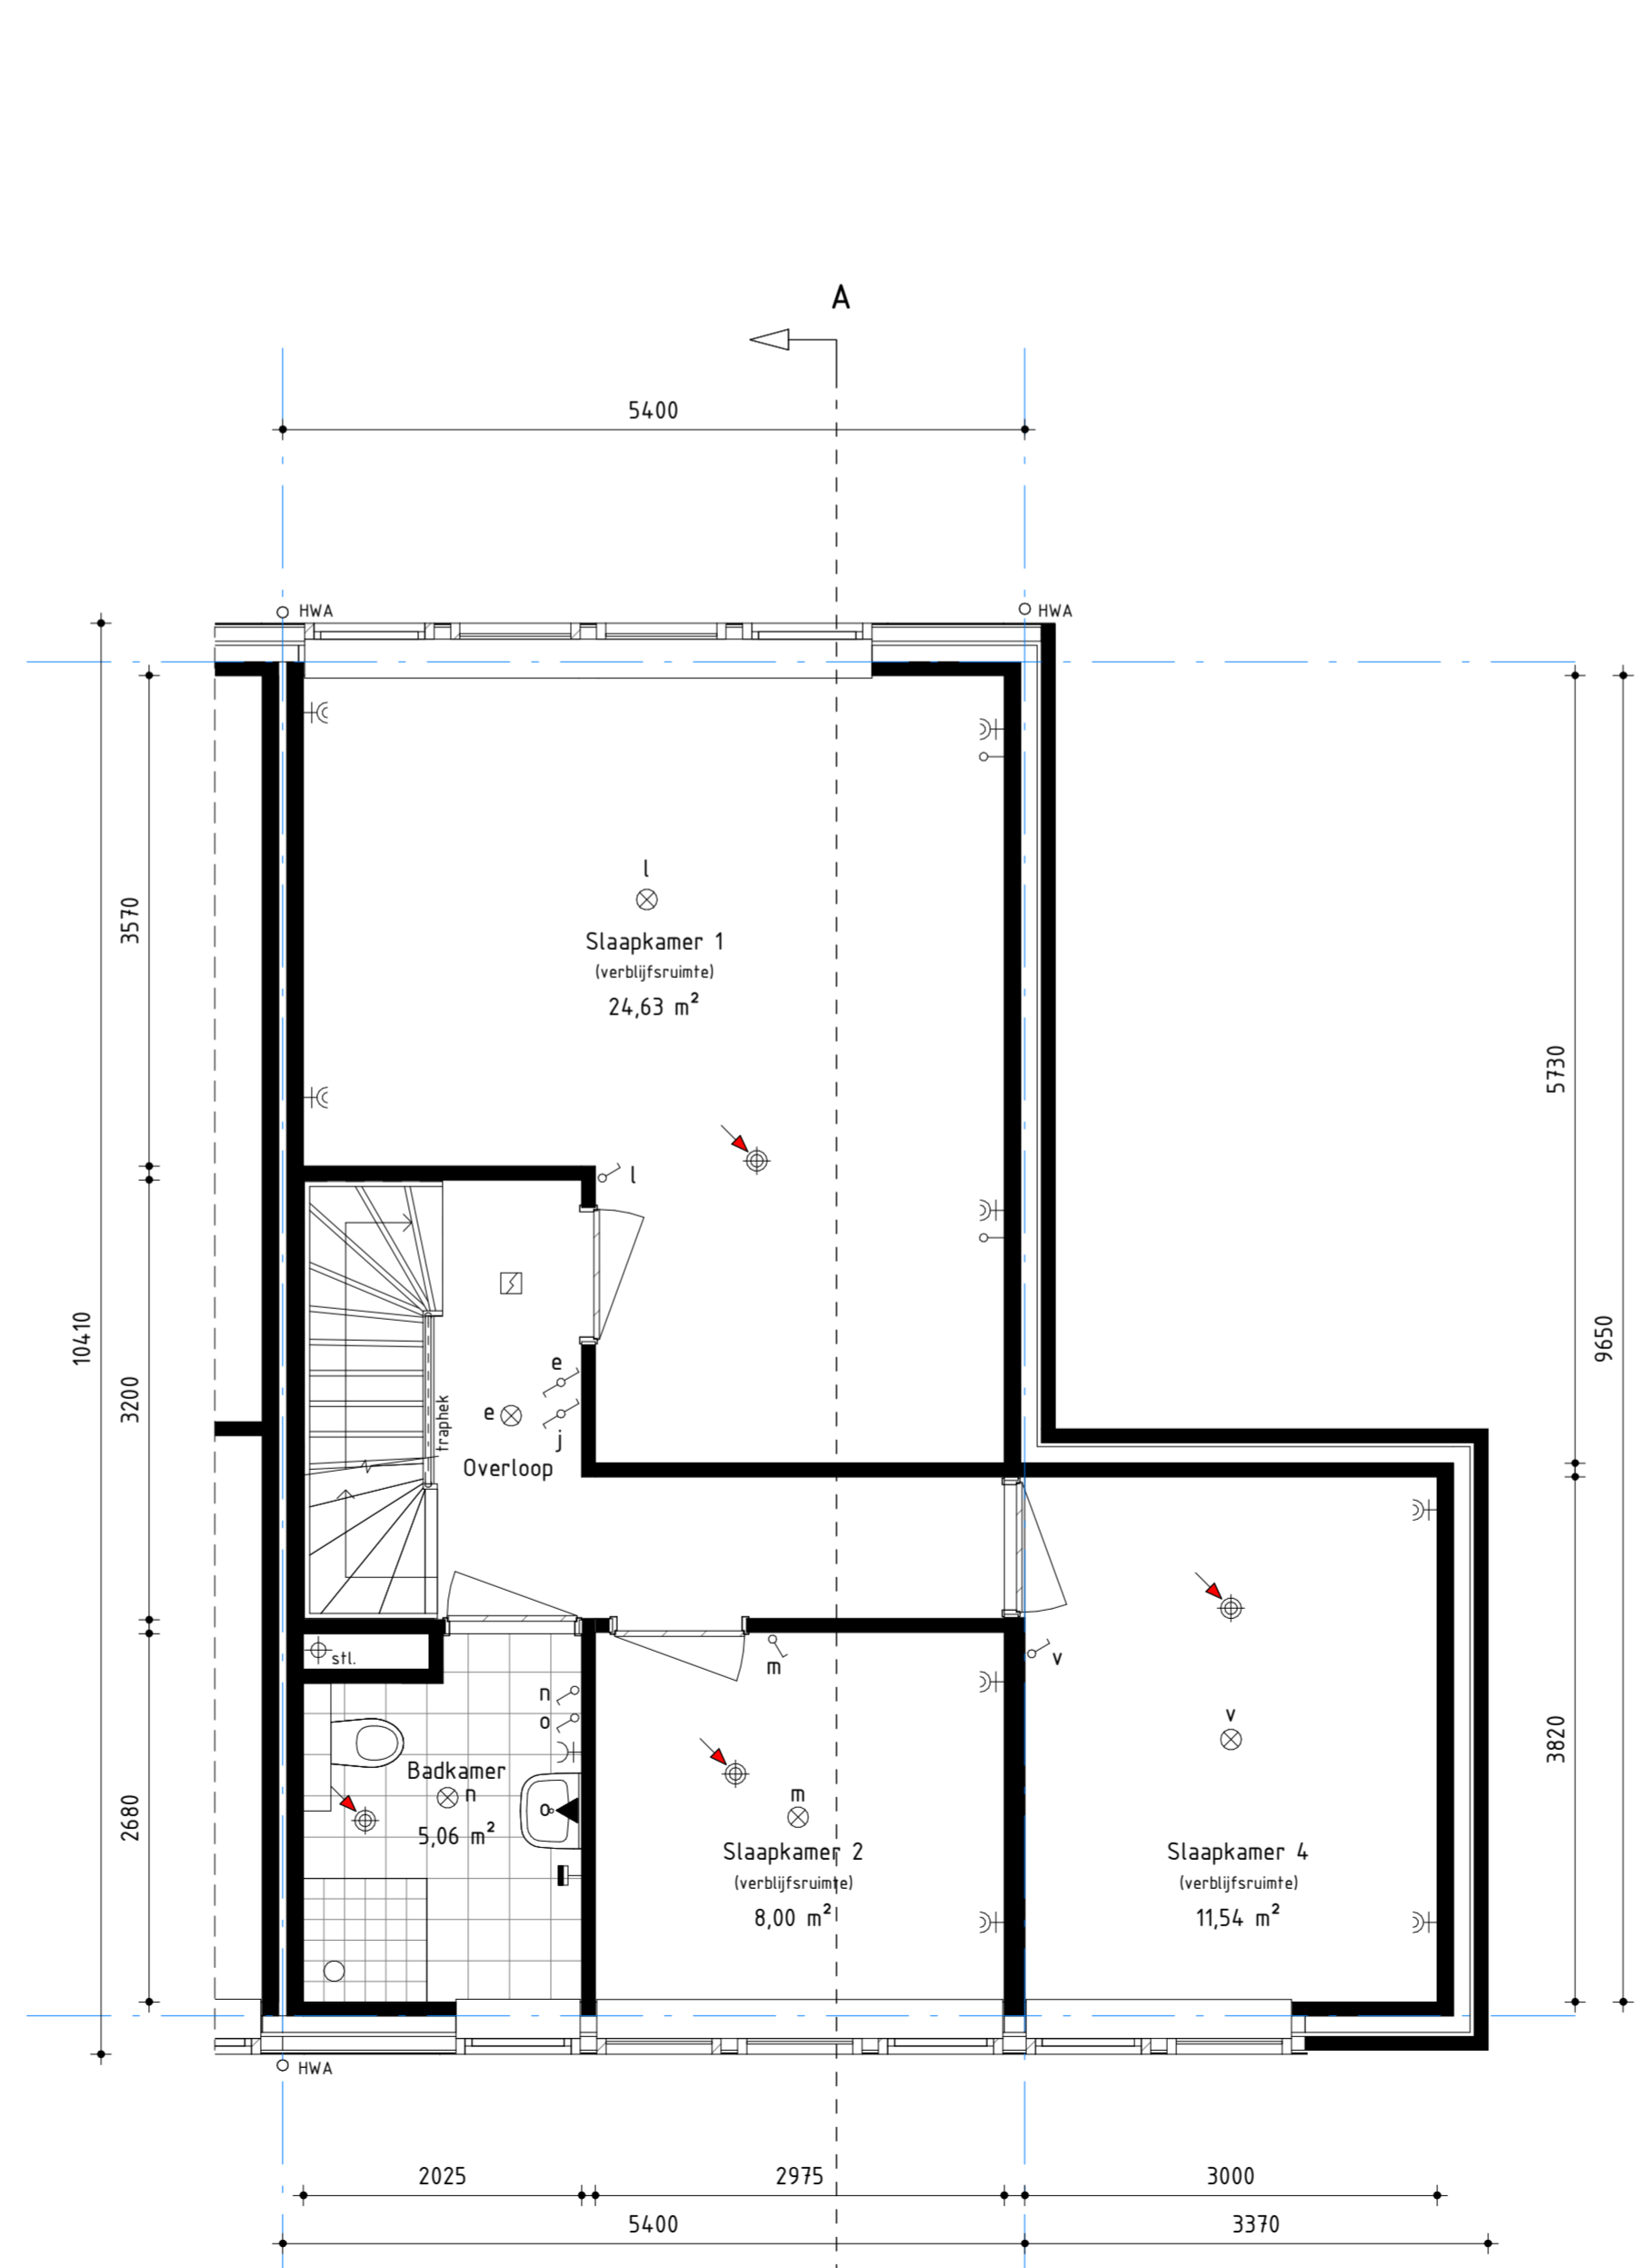 A
5400
HWA
HWA
l
Slaapkamer 1
(verblijfsruimte)
24,63 m²
3570
5730
l
10410
3200
9650
e
e
traphek
j
Overloop
stl.
m
v
n
o
v
Badkamer
n
m
o
5,06 m²
2680
3820
Slaapkamer 2
(verblijfsruimte)
8,00 m²
Slaapkamer 4
(verblijfsruimte)
11,54 m²
HWA
2025
2975
3000
5400
3370